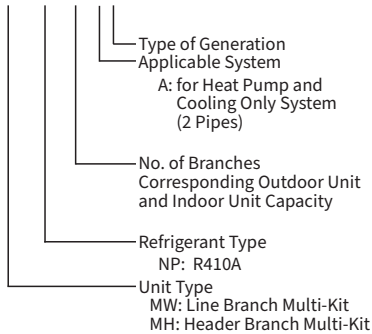 Type of Generation
Applicable System
A: for Heat Pump and
Cooling Only System
(2 Pipes)
No. of Branches
Corresponding Outdoor Unit
and Indoor Unit Capacity
Refrigerant Type
NP: R410A
Unit Type
MW: Line Branch Multi-Kit
MH: Header Branch Multi-Kit